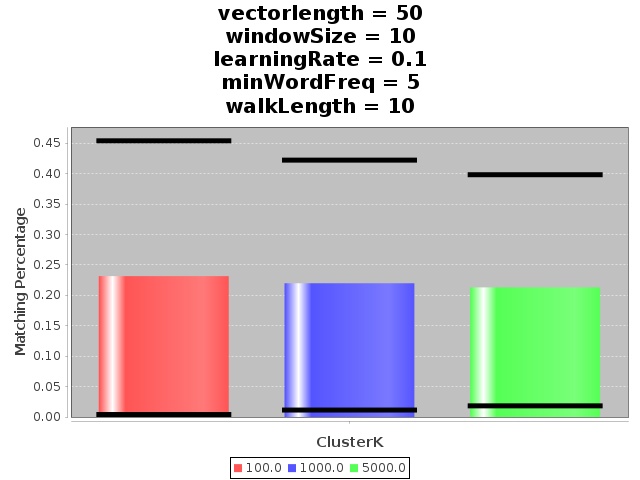 vectorlength = 50
windowSize = 10
learningRate = 0.1
minWordFreq = 5
walkLength = 10
0.45
0.40
0.35
0.30
0.25
0.20
0.15
0.10
0.05
0.00
Matching Percentage
ClusterK
100.0 1000.0 5000.0